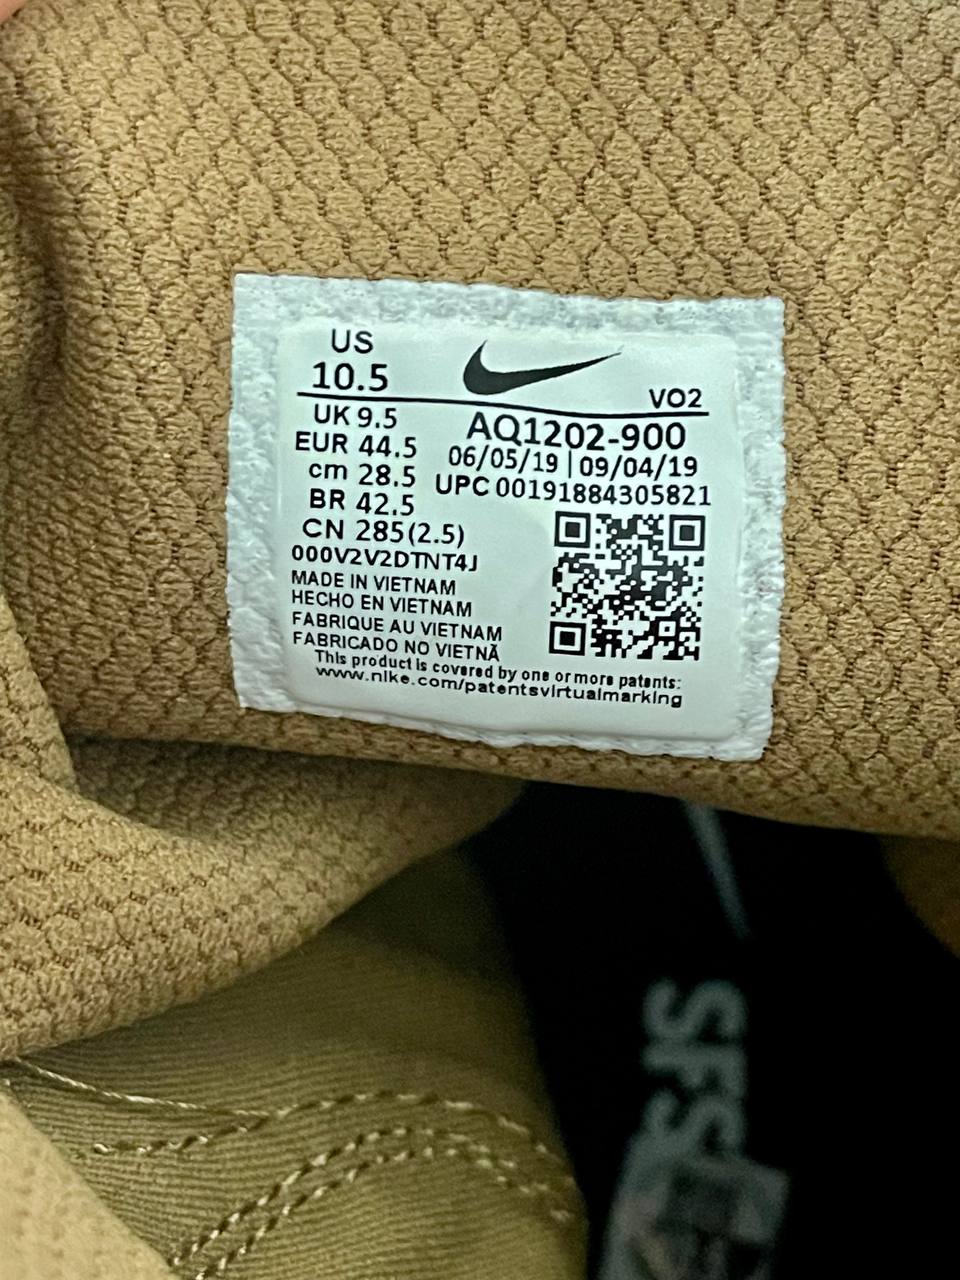 US
10.5
VO2
UK 9.5
EUR 44.5
cm 28.5
BR 42.5
CN 285(2.5)
AQ1202-900
06/05/19 | 09/04/19
UPC 00191884305821
000V2V2DTNT4J
MADE IN VIETNAM
HECHO EN VIETNAM
FABRIQUE AU VIETNAM
FABRICADO NO VIETNÃ
This product is covered by one or more patents:
www.nike.com/patentsvirtualmarking
SFS